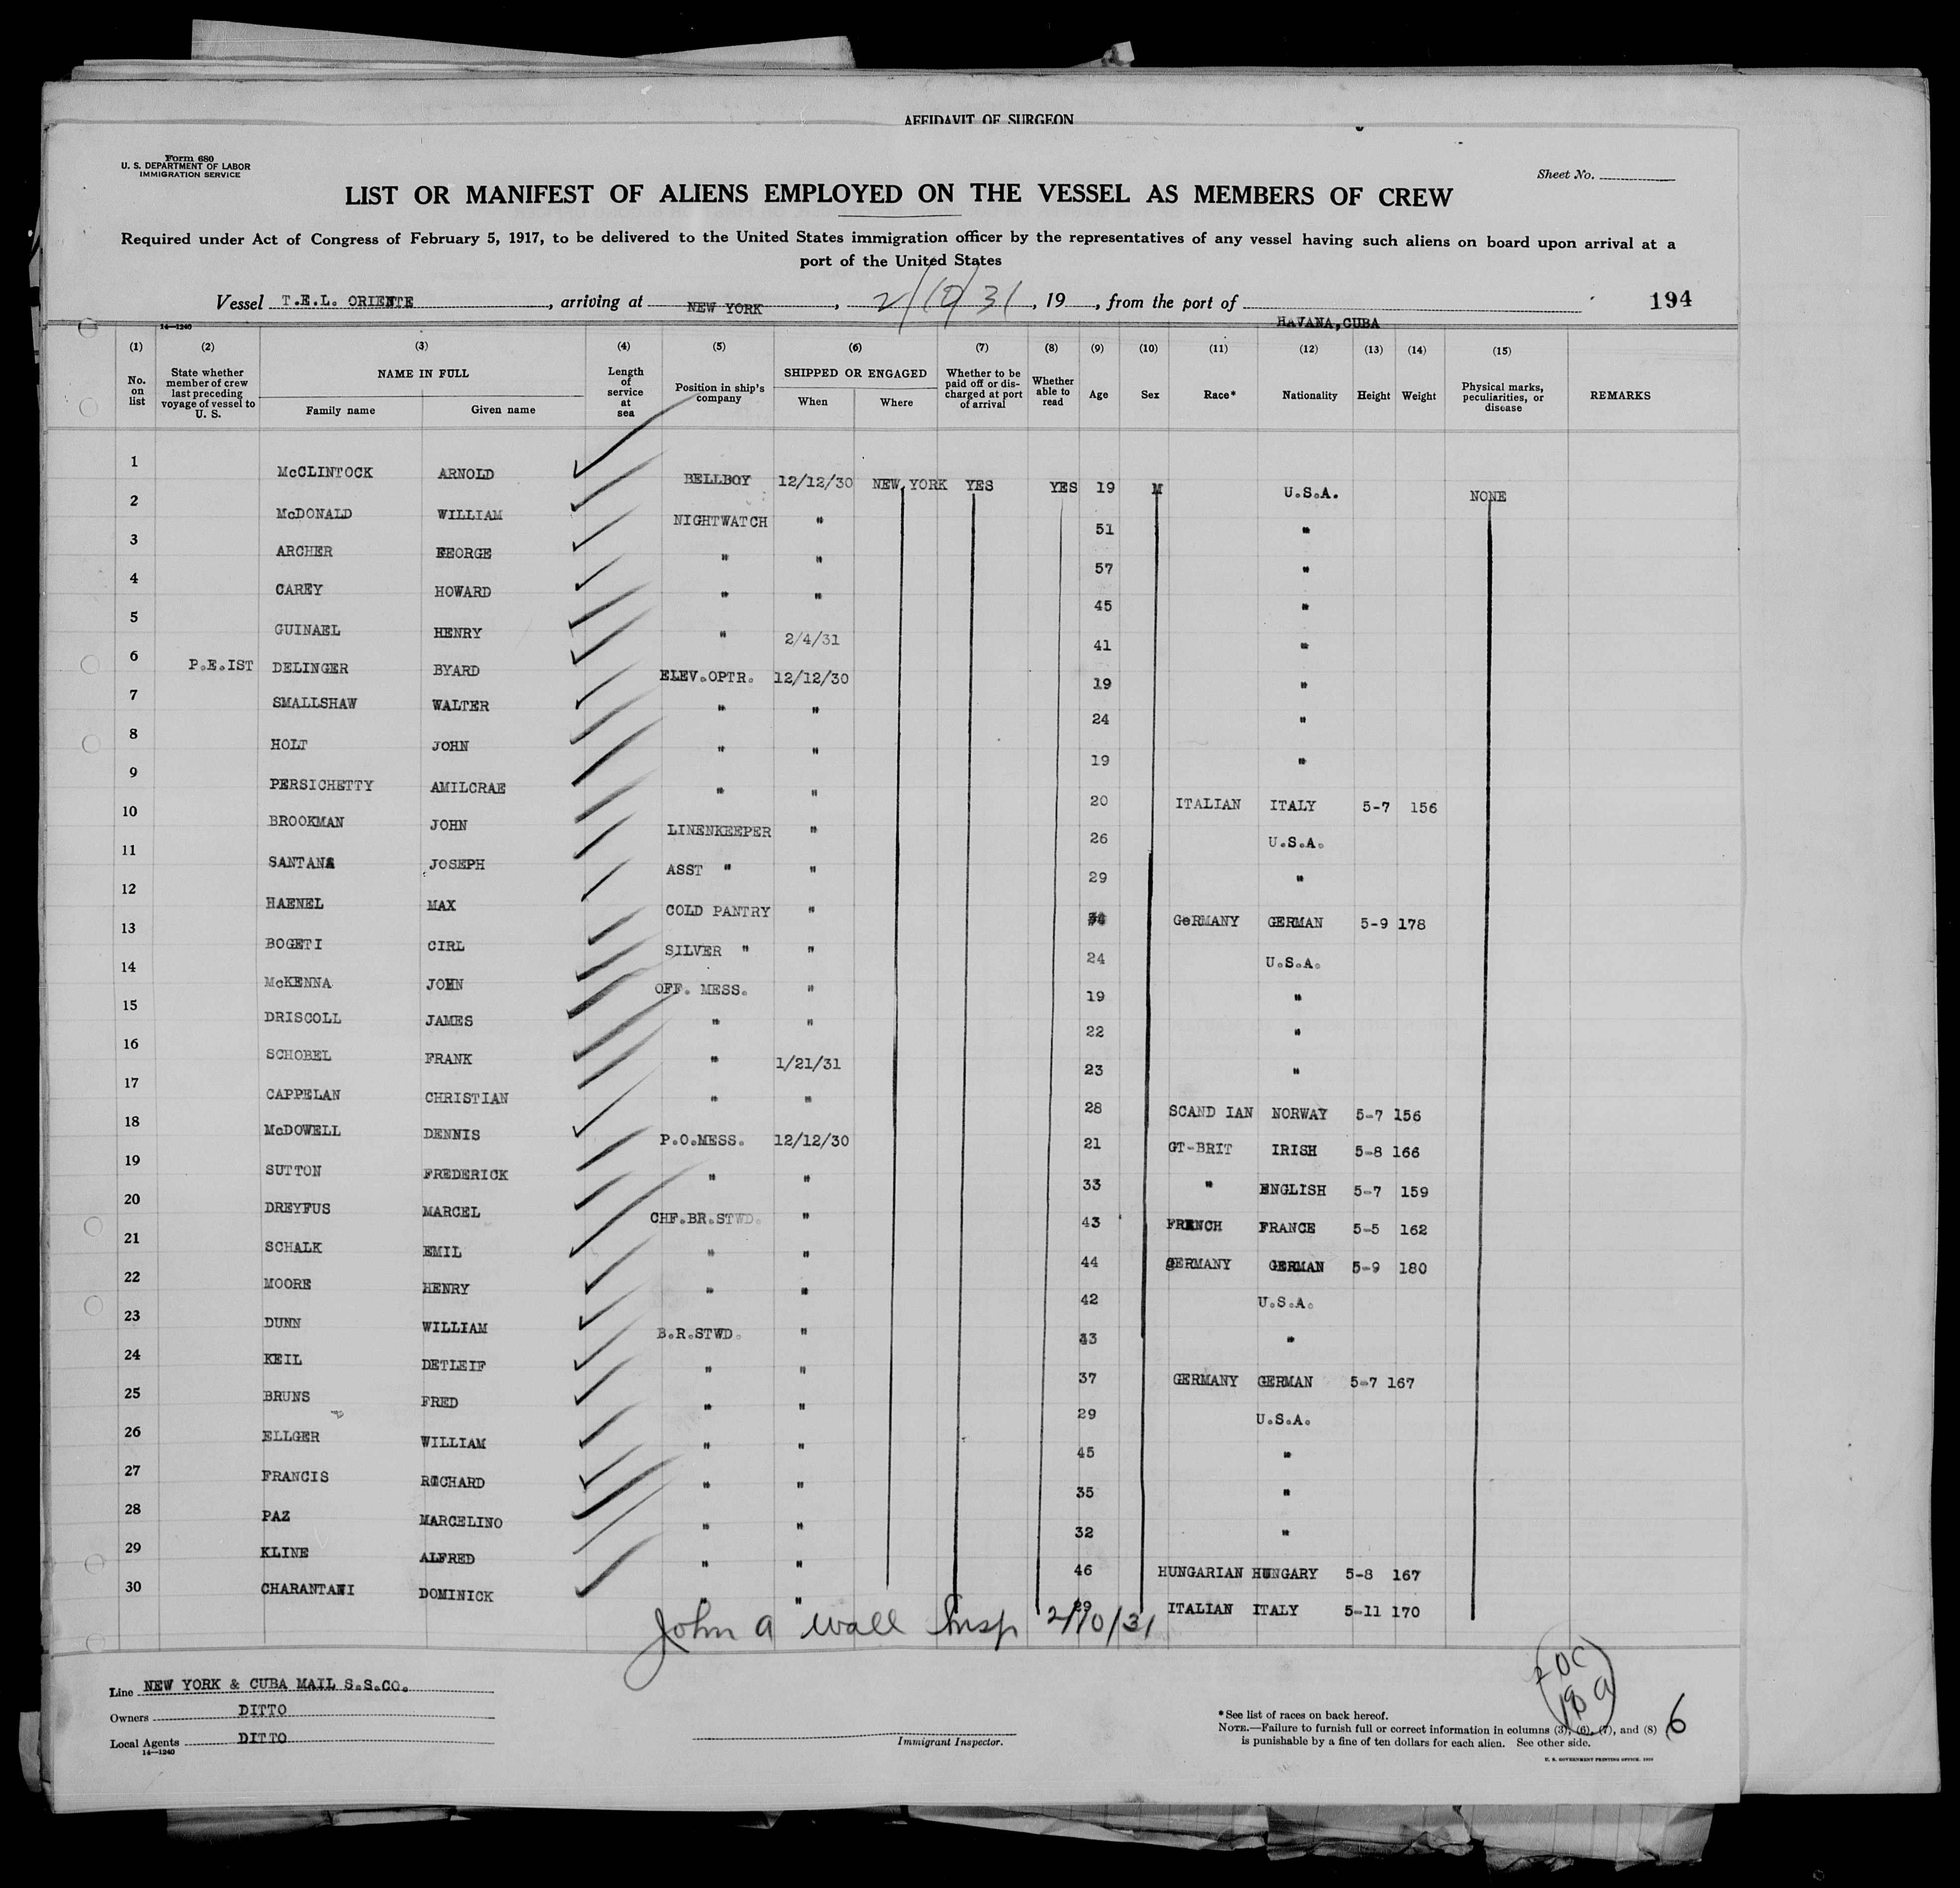 AFFIDAVIT OF SURGEON
Form 680
U. S. DEPARTMENT OF LABOR
IMMIGRATION SERVICE
Sheet No.
LIST OR MANIFEST OF ALIENS EMPLOYED ON THE VESSEL AS MEMBERS OF CREW
Required under Act of Congress of February 5, 1917, to be delivered to the United States immigration officer by the representatives of any vessel having such aliens on board upon arrival at a
port of the United States
Vessel T.E.L. ORIENTE, arriving at NEW YORK, 2/10/31, 19, from the port of HAVANA, CUBA 194
14—1240
(1) (2) (3) (4) (5) (6) (7) (8) (9) (10) (11) (12) (13) (14) (15)
No. on list
State whether member of crew last preceding voyage of vessel to U. S.
NAME IN FULL
Family name Given name
Length of service at sea
Position in ship's company
SHIPPED OR ENGAGED
When Where
Whether to be paid off or discharged at port of arrival
Whether able to read
Age Sex Race* Nationality Height Weight
Physical marks, peculiarities, or disease
REMARKS
1 McCLINTOCK ARNOLD BELLBOY 12/12/30 NEW YORK YES YES 19 M U.S.A. NONE
2 McDONALD WILLIAM NIGHTWATCH " 51 "
3 ARCHER GEORGE " " 57 "
4 CAREY HOWARD " " 45 "
5 GUINAEL HENRY " 2/4/31 41 "
6 P.E.IST DELINGER BYARD ELEV.OPTR. 12/12/30 19 "
7 SMALLSHAW WALTER " " 24 "
8 HOLT JOHN " " 19 "
9 PERSICHETTY AMILCRAE " " 20 ITALIAN ITALY 5-7 156
10 BROOKMAN JOHN LINENKEEPER " 26 U.S.A.
11 SANTANA JOSEPH ASST " " 29 "
12 HAENEL MAX COLD PANTRY " GeRMANY GERMAN 5-9 178
13 BOGETI CIRL SILVER " " 24 U.S.A.
14 McKENNA JOHN OFF. MESS. " 19 "
15 DRISCOLL JAMES " " 22 "
16 SCHOBEL FRANK " 1/21/31 23 "
17 CAPPELAN CHRISTIAN " " 28 SCAND IAN NORWAY 5-7 156
18 McDOWELL DENNIS P.O.MESS. 12/12/30 21 GT-BRIT IRISH 5-8 166
19 SUTTON FREDERICK " " 33 " ENGLISH 5-7 159
20 DREYFUS MARCEL CHF.BR.STWD. " 43 FRENCH FRANCE 5-5 162
21 SCHALK EMIL " " 44 GERMANY GERMAN 5-9 180
22 MOORE HENRY " " 42 U.S.A.
23 DUNN WILLIAM B.R.STWD. " 43 "
24 KEIL DETLEIF " " 37 GERMANY GERMAN 5-7 167
25 BRUNS FRED " " 29 U.S.A.
26 ELLGER WILLIAM " " 45 "
27 FRANCIS RICHARD " " 35 "
28 PAZ MARCELINO " " 32 "
29 KLINE ALFRED " " 46 HUNGARIAN HUNGARY 5-8 167
30 CHARANTANI DOMINICK " " 29 ITALIAN ITALY 5-11 170
John A Wall Insp 2/10/31
Line NEW YORK & CUBA MAIL S.S.CO.
Owners DITTO
Local Agents DITTO
14—1240
Immigrant Inspector.
*See list of races on back hereof.
NOTE.—Failure to furnish full or correct information in columns (3), (6), (7), and (8)
is punishable by a fine of ten dollars for each alien. See other side.
6